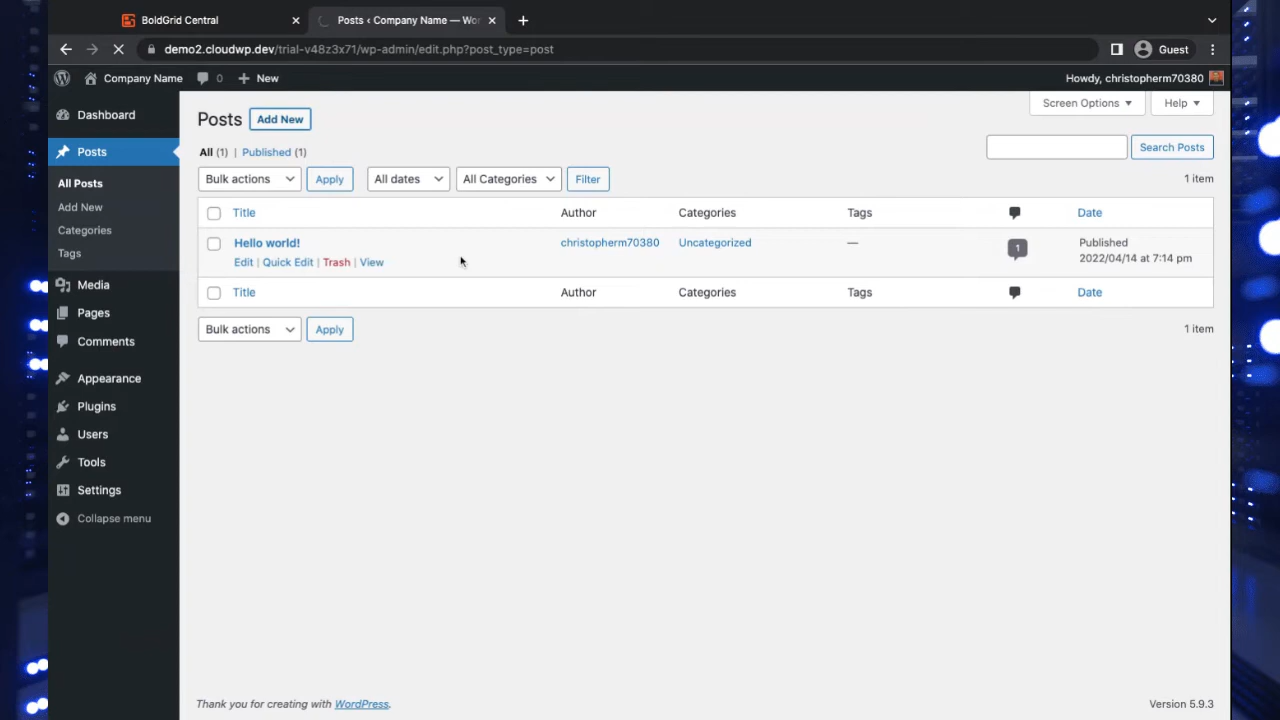 BoldGrid Central
Posts ‹ Company Name — Wor
demo2.cloudwp.dev/trial-v48z3x71/wp-admin/edit.php?post_type=post
Guest
Company Name
0
New
Howdy, christopherm70380
Dashboard
Posts
All Posts
Add New
Categories
Tags
Media
Pages
Comments
Appearance
Plugins
Users
Tools
Settings
Collapse menu
Screen Options
Help
Posts
Add New
All (1) | Published (1)
Search Posts
Bulk actions
Apply
All dates
All Categories
Filter
1 item
Title Author Categories Tags Date
Hello world! christopherm70380 Uncategorized — 1 Published
2022/04/14 at 7:14 pm
Edit | Quick Edit | Trash | View
Title Author Categories Tags Date
Bulk actions
Apply
1 item
Thank you for creating with WordPress.
Version 5.9.3